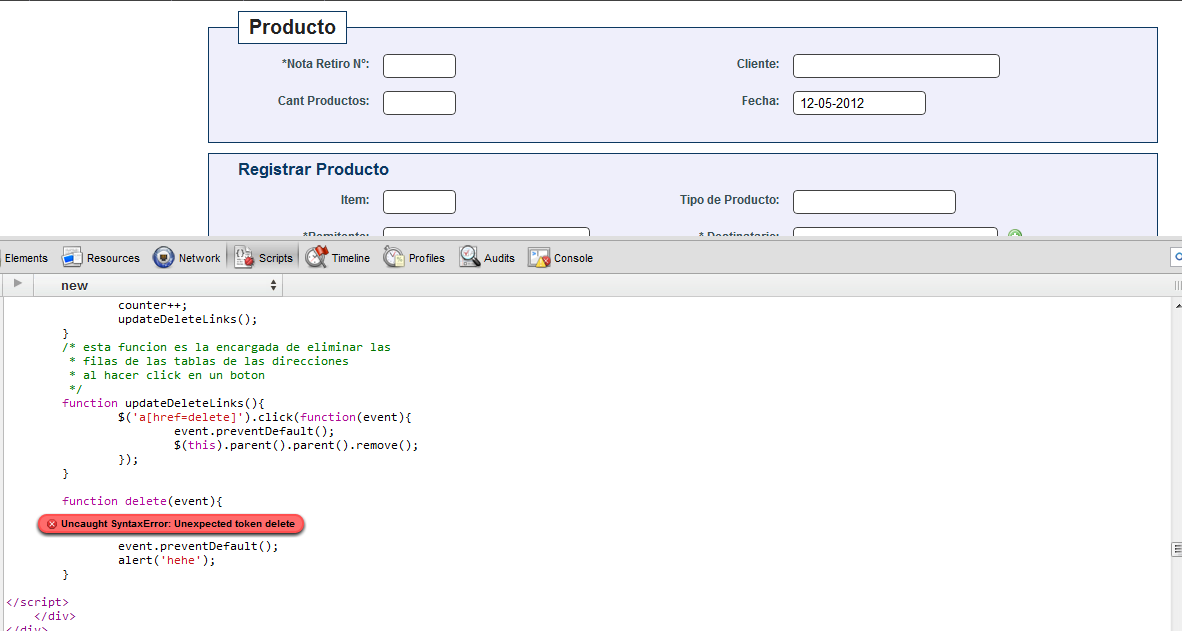 Producto
*Nota Retiro Nº:
Cliente:
Cant Productos:
Fecha: 12-05-2012
Registrar Producto
Item:
Tipo de Producto:
*Remitente:
* Destinatario:
Elements Resources Network Scripts Timeline Profiles Audits Console
new
counter++;
updateDeleteLinks();
}
/* esta funcion es la encargada de eliminar las
* filas de las tablas de las direcciones
* al hacer click en un boton
*/
function updateDeleteLinks(){
$('a[href=delete]').click(function(event){
event.preventDefault();
$(this).parent().parent().remove();
});
}
function delete(event){
Uncaught SyntaxError: Unexpected token delete
event.preventDefault();
alert('hehe');
}
</script>
</div>
</div>